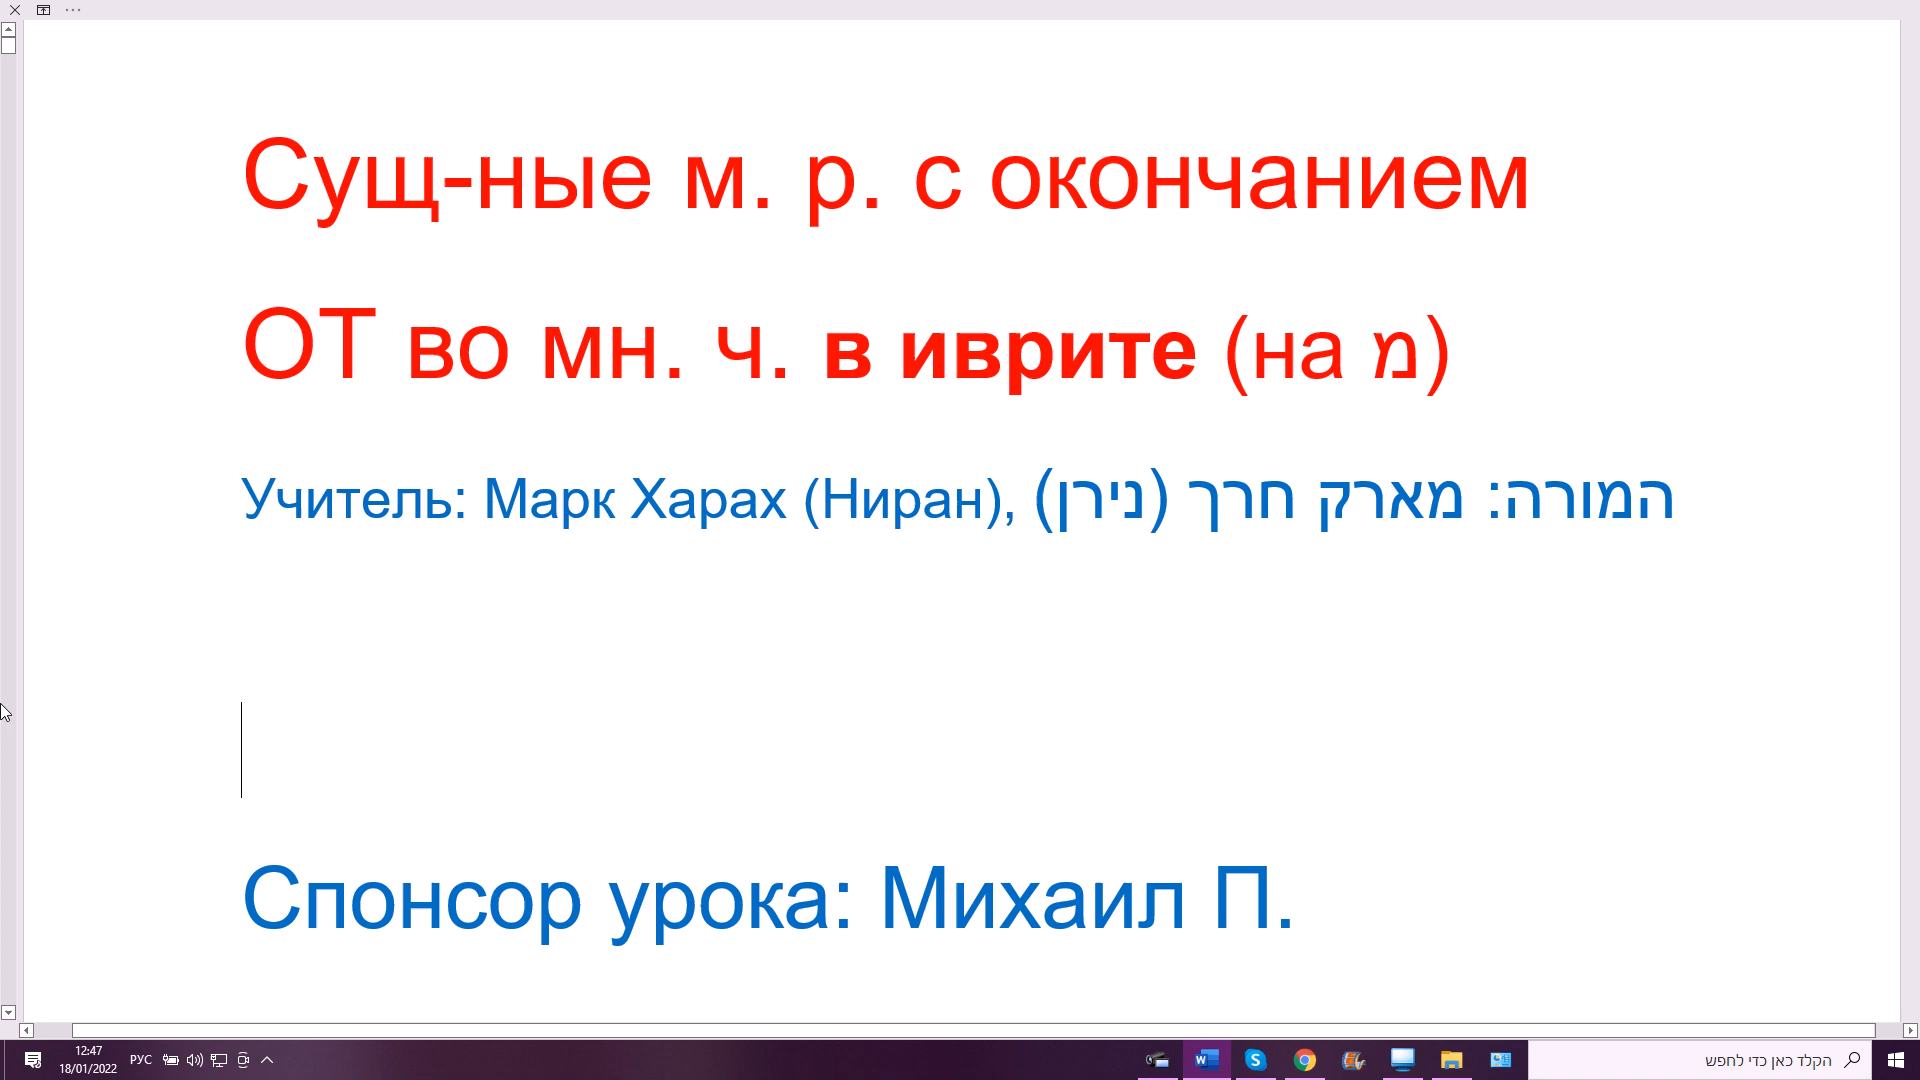 Сущ-ные м. р. с окончанием
ОТ во мн. ч. в иврите (на מ)
Учитель: Марк Харах (Ниран), המורה: מארק חרך (נירן)
Спонсор урока: Михаил П.
12:47
18/01/2022
РУС
הקלד כאן כדי לחפש